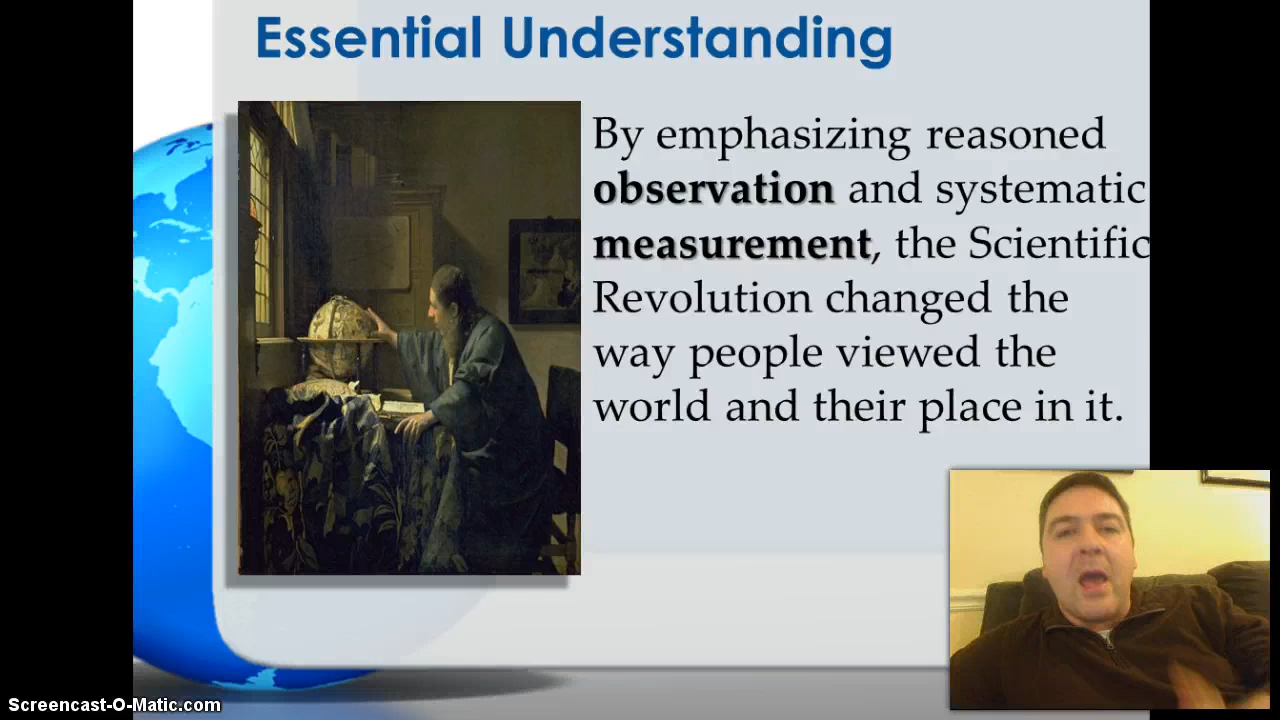 Essential Understanding
By emphasizing reasoned
observation and systematic
measurement, the Scientific
Revolution changed the
way people viewed the
world and their place in it.
Screencast-O-Matic.com